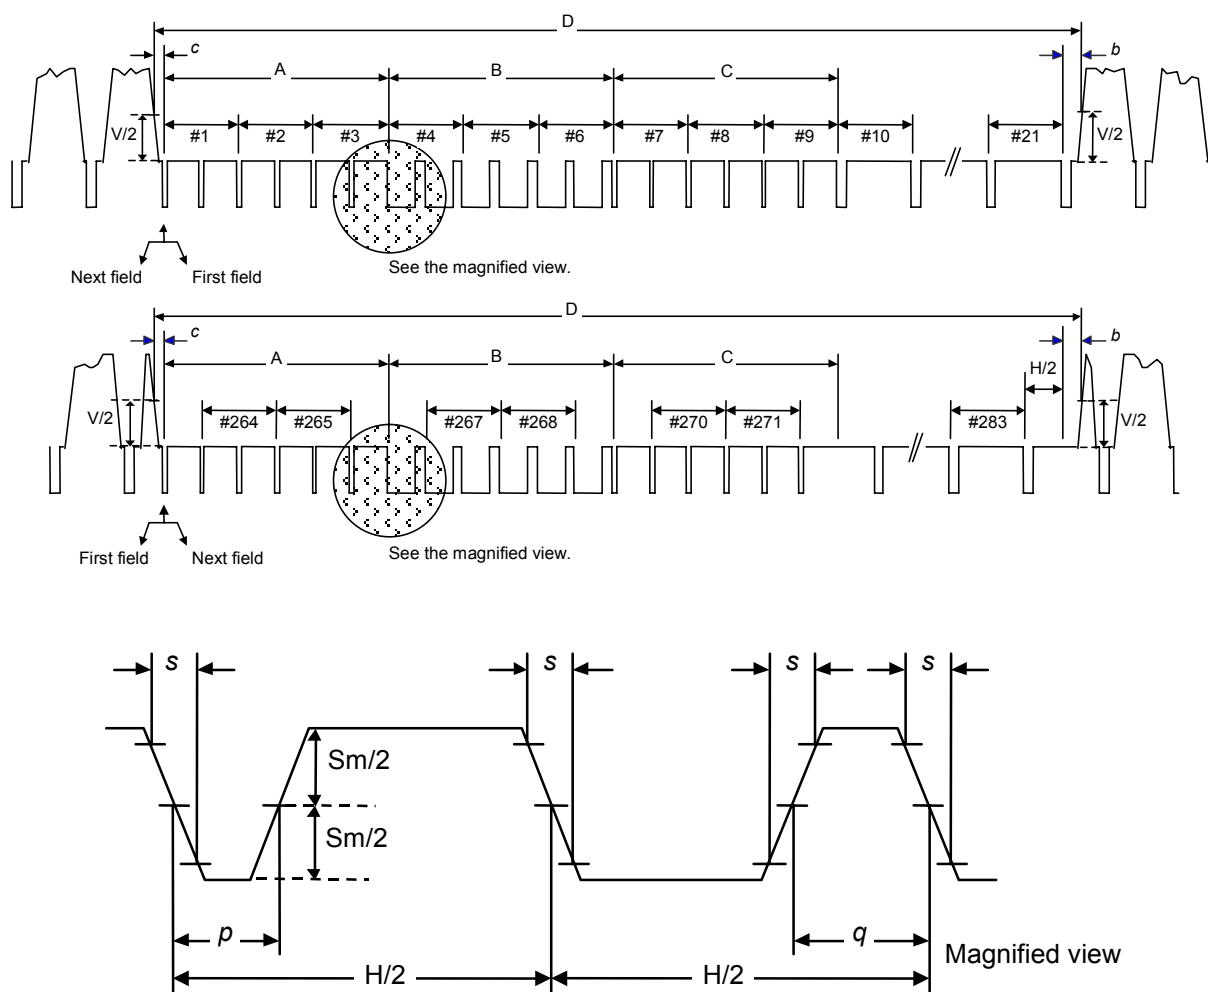 D
c
b
A B C
V/2 #1 #2 #3 #4 #5 #6 #7 #8 #9 #10 #21 V/2
Next field First field
See the magnified view.
D
c
b
A B C
H/2
V/2 #264 #265 #267 #268 #270 #271 #283 V/2
First field Next field
See the magnified view.
s s s s
Sm/2
Sm/2
p q
Magnified view
H/2 H/2